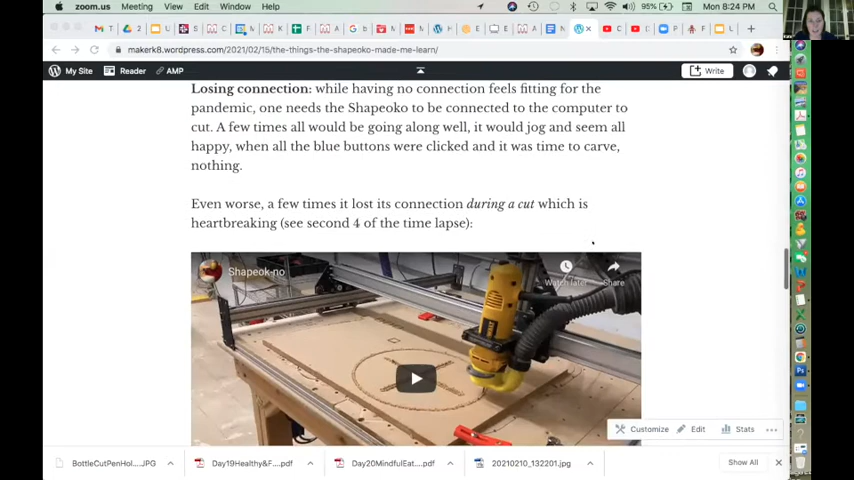 zoom.us Meeting View Edit Window Help
95%
Mon 8:24 PM
makerk8.wordpress.com/2021/02/15/the-things-the-shapeoko-made-me-learn/
My Site Reader AMP Write
Losing connection: while having no connection feels fitting for the
pandemic, one needs the Shapeoko to be connected to the computer to
cut. A few times all would be going along well, it would jog and seem all
happy, when all the blue buttons were clicked and it was time to carve,
nothing.
Even worse, a few times it lost its connection during a cut which is
heartbreaking (see second 4 of the time lapse):
Shapeok-no
Watch later Share
Customize Edit Stats
BottleCutPenHol....JPG Day19Healthy&F....pdf Day20MindfulEat....pdf 20210210_132201.jpg Show All